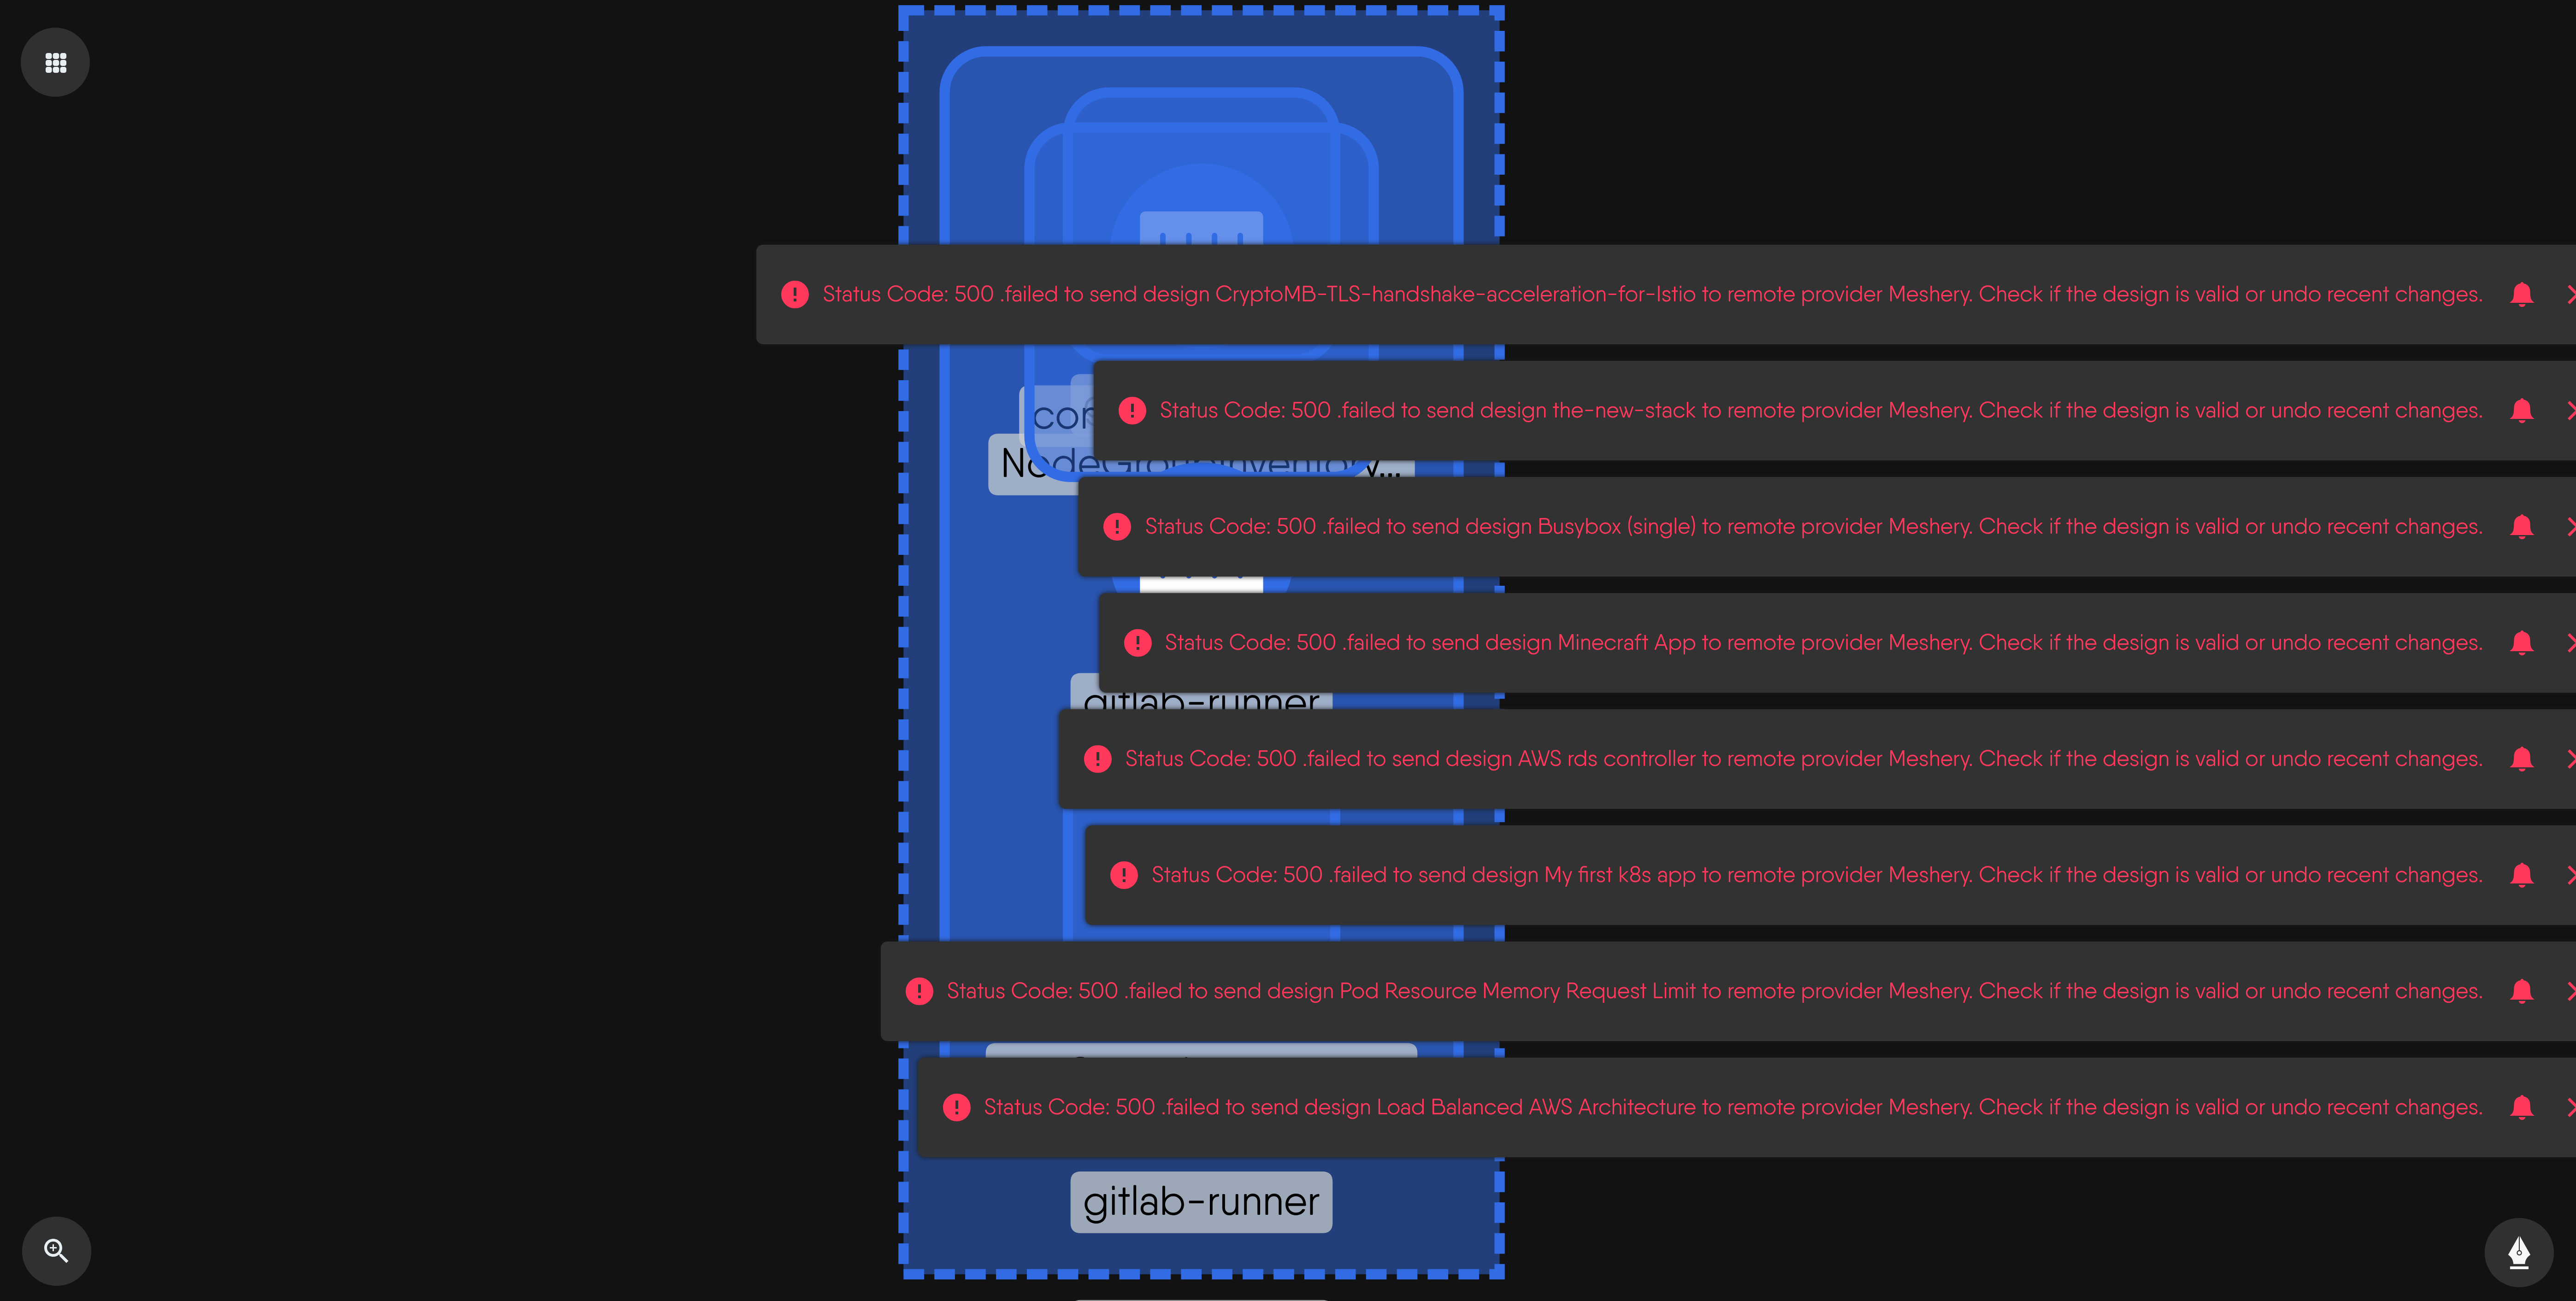 Status Code: 500 .failed to send design CryptoMB-TLS-handshake-acceleration-for-Istio to remote provider Meshery. Check if the design is valid or undo recent changes.
Status Code: 500 .failed to send design the-new-stack to remote provider Meshery. Check if the design is valid or undo recent changes.
NodeGroupInventory...
Status Code: 500 .failed to send design Busybox (single) to remote provider Meshery. Check if the design is valid or undo recent changes.
Status Code: 500 .failed to send design Minecraft App to remote provider Meshery. Check if the design is valid or undo recent changes.
gitlab-runner
Status Code: 500 .failed to send design AWS rds controller to remote provider Meshery. Check if the design is valid or undo recent changes.
Status Code: 500 .failed to send design My first k8s app to remote provider Meshery. Check if the design is valid or undo recent changes.
Status Code: 500 .failed to send design Pod Resource Memory Request Limit to remote provider Meshery. Check if the design is valid or undo recent changes.
Status Code: 500 .failed to send design Load Balanced AWS Architecture to remote provider Meshery. Check if the design is valid or undo recent changes.
gitlab-runner